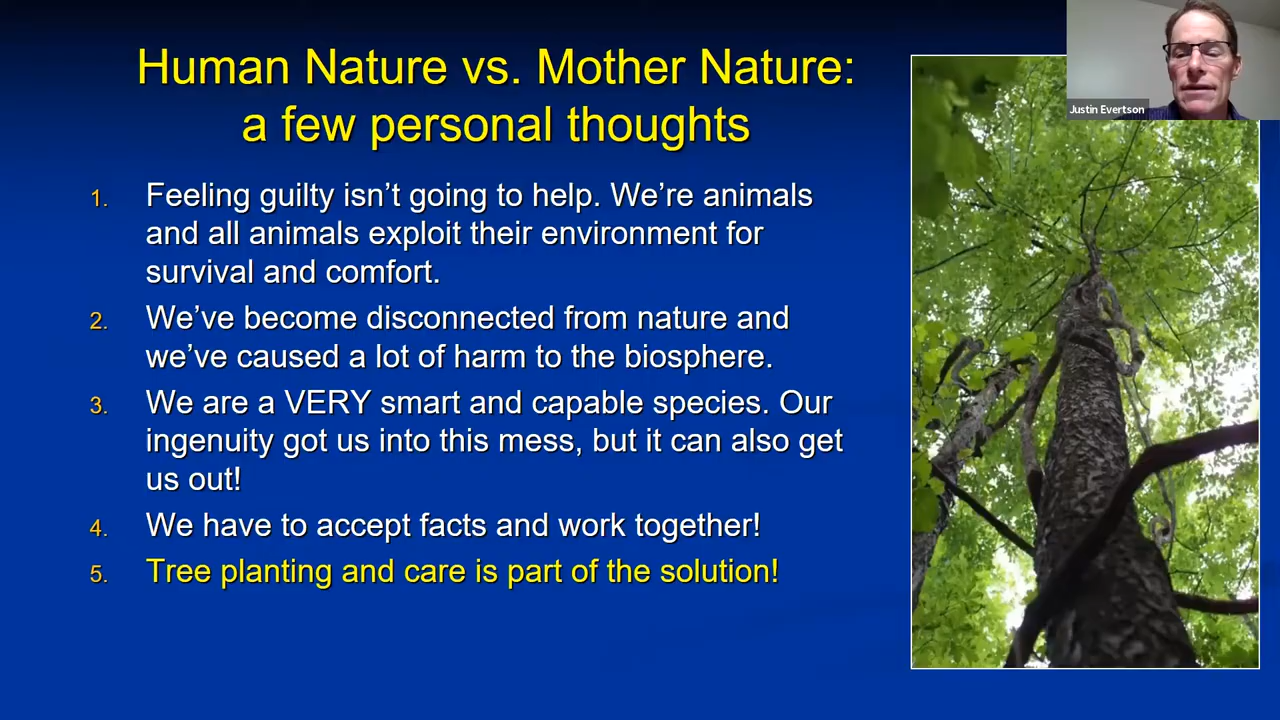 Human Nature vs. Mother Nature:
a few personal thoughts
Justin Evertson
1. Feeling guilty isn’t going to help. We’re animals
and all animals exploit their environment for
survival and comfort.
2. We’ve become disconnected from nature and
we’ve caused a lot of harm to the biosphere.
3. We are a VERY smart and capable species. Our
ingenuity got us into this mess, but it can also get
us out!
4. We have to accept facts and work together!
5. Tree planting and care is part of the solution!